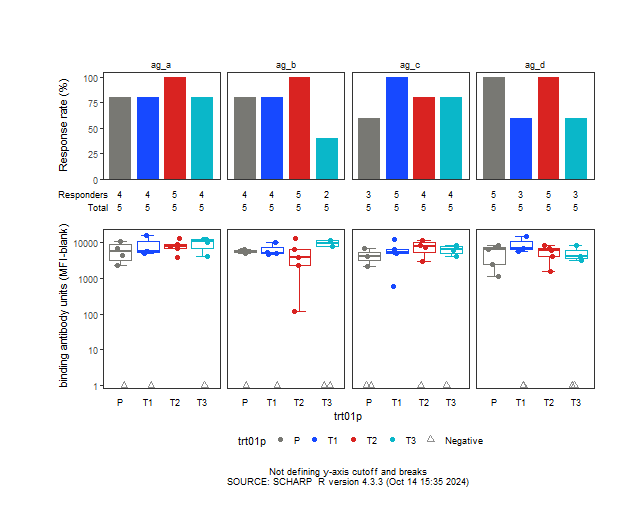 ag_a ag_b ag_c ag_d
Response rate (%)
100
75
50
25
0
Responders 4 4 5 4 4 4 5 2 3 5 4 4 5 3 5 3
Total 5 5 5 5 5 5 5 5 5 5 5 5 5 5 5 5
binding antibody units (MFI-blank)
10000
1000
100
10
1
P T1 T2 T3 P T1 T2 T3 P T1 T2 T3 P T1 T2 T3
trt01p
trt01p P T1 T2 T3 Negative
Not defining y-axis cutoff and breaks
SOURCE: SCHARP R version 4.3.3 (Oct 14 15:35 2024)